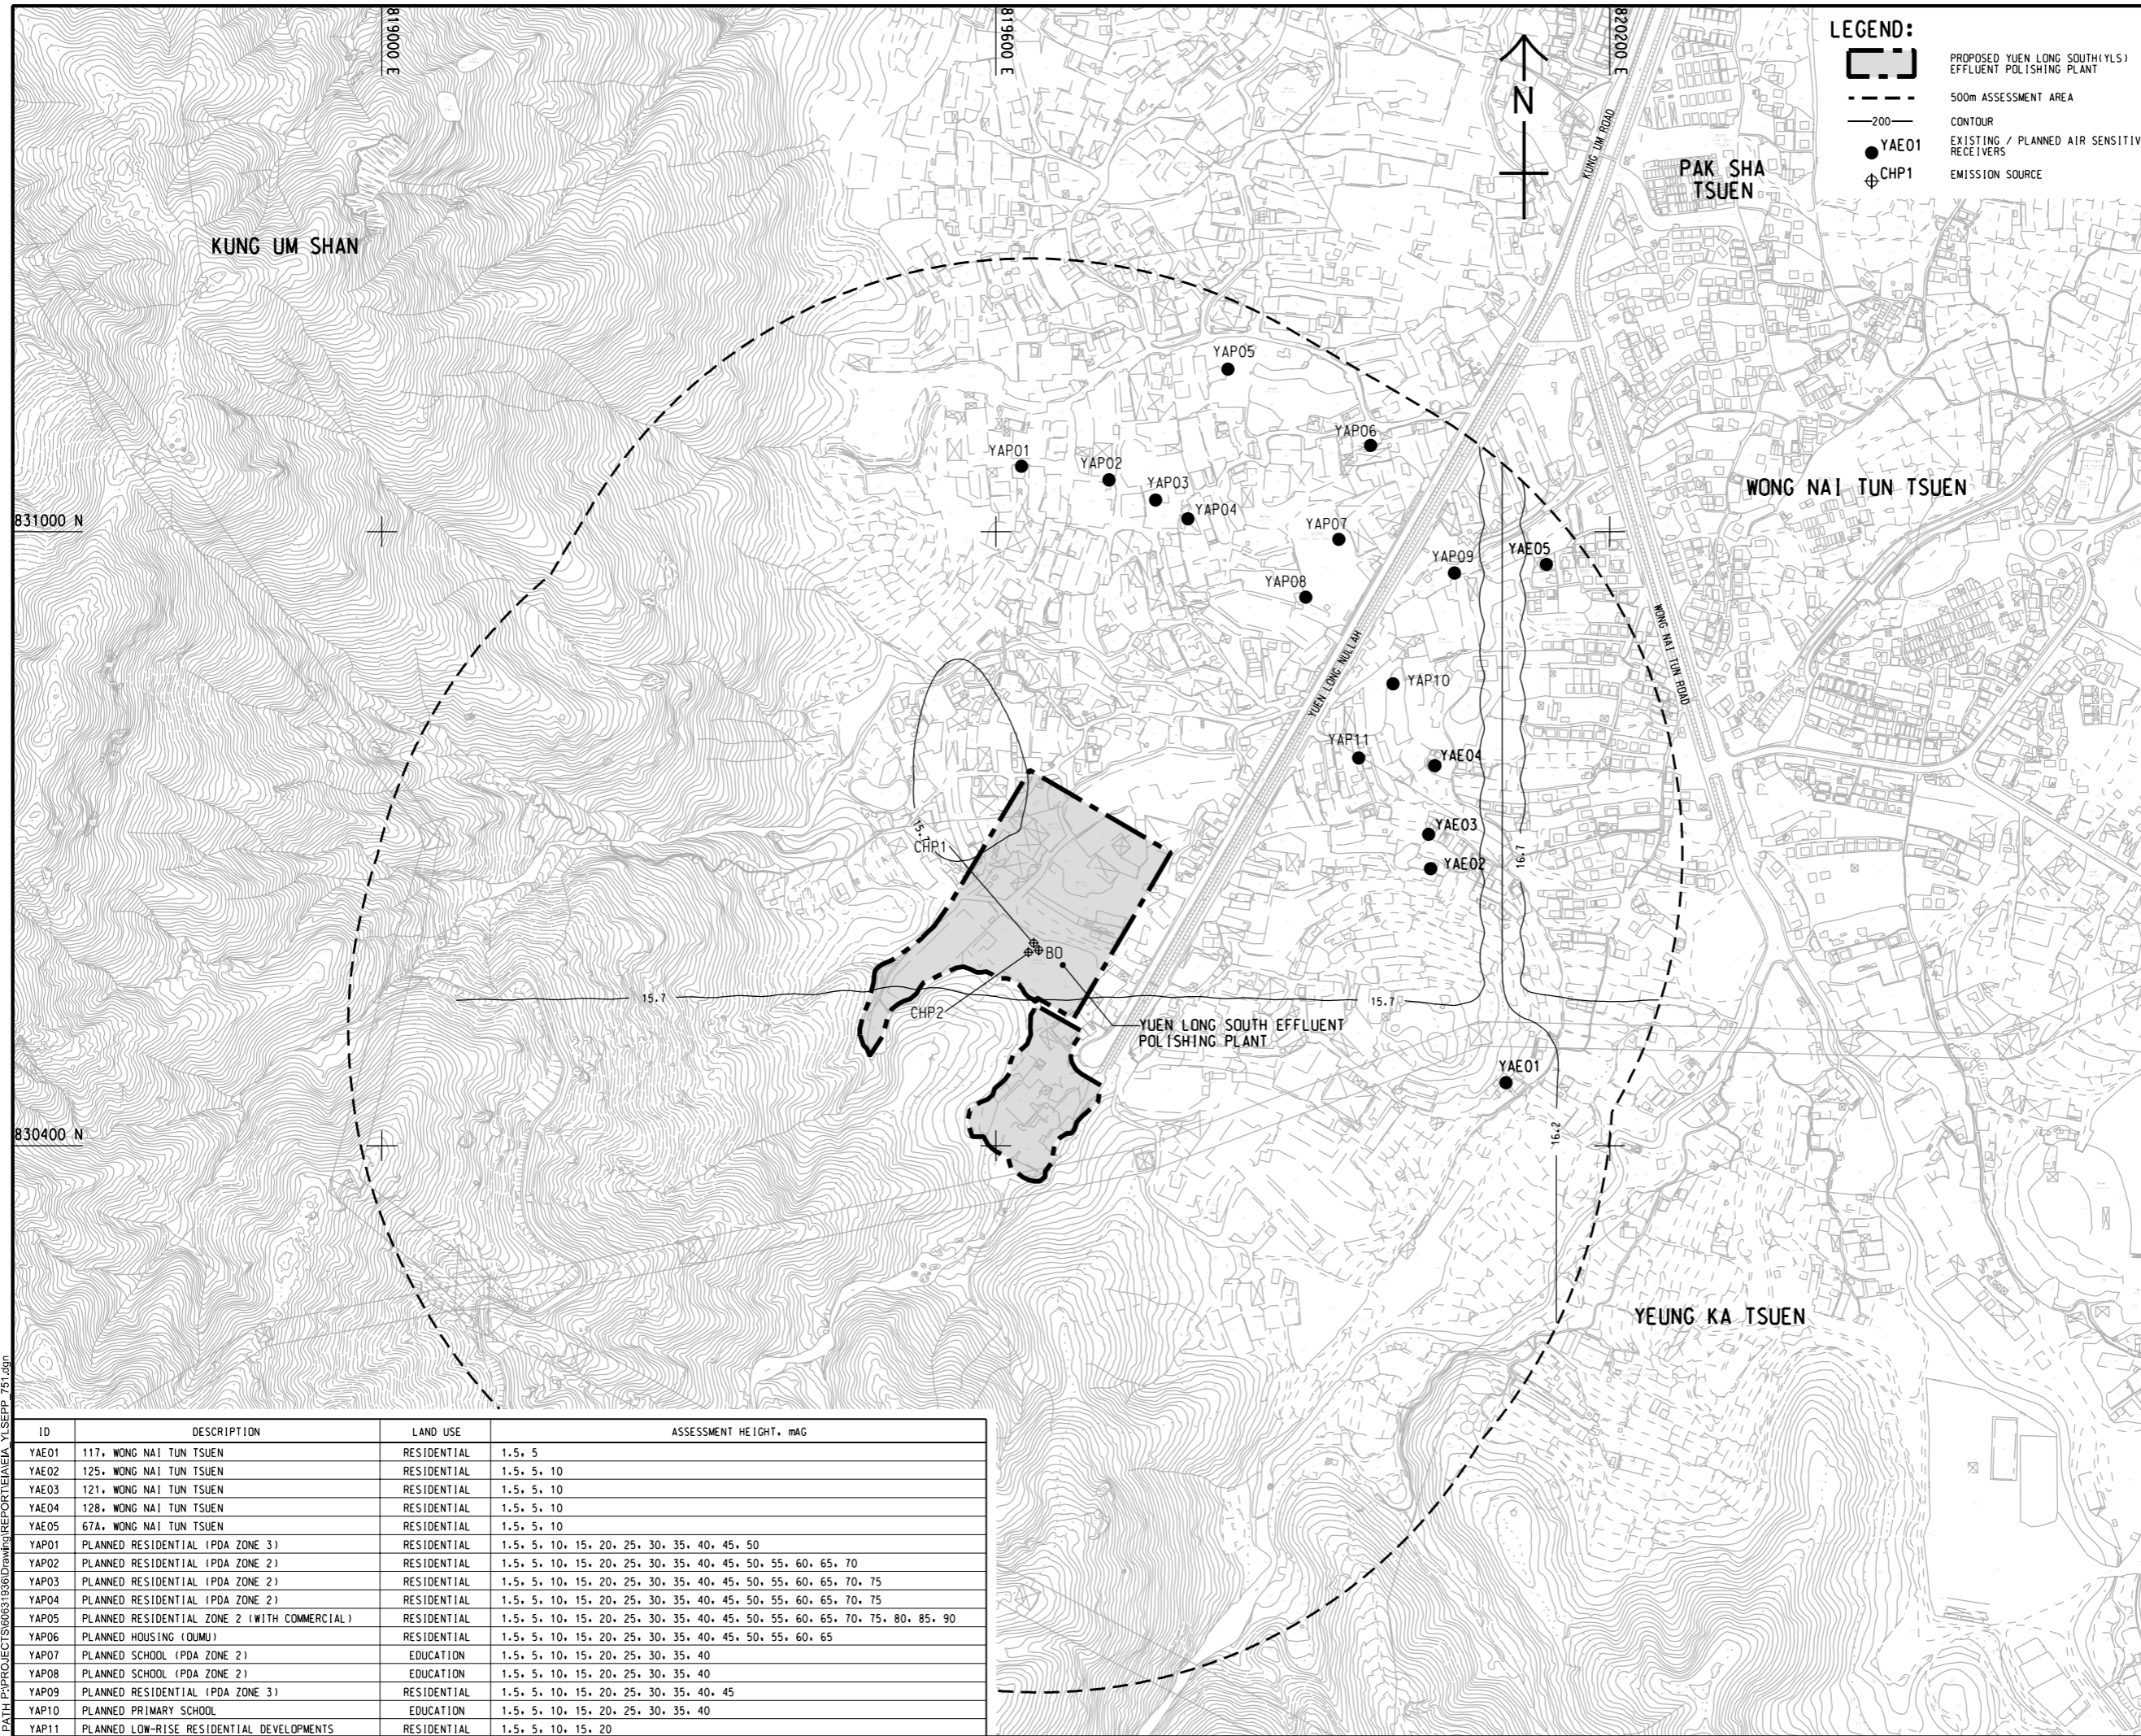 819000 E
819600 E
820200 E
LEGEND:
PROPOSED YUEN LONG SOUTH(YLS)
EFFLUENT POLISHING PLANT
500m ASSESSMENT AREA
200
CONTOUR
YAE01
EXISTING / PLANNED AIR SENSITIV
RECEIVERS
CHP1
EMISSION SOURCE
N
KUNG UM ROAD
PAK SHA
TSUEN
KUNG UM SHAN
YAP05
YAP06
YAP01
YAP02
YAP03
YAP04
WONG NAI TUN TSUEN
831000 N
YAP07
YAP09
YAE05
YAP08
WONG NAI TUN ROAD
YUEN LONG NULLAH
YAP10
YAP11
YAE04
15.7
CHP1
YAE03
16.7
YAE02
BO
15.7
15.7
CHP2
YUEN LONG SOUTH EFFLUENT
POLISHING PLANT
YAE01
830400 N
16.2
YEUNG KA TSUEN
PATH P:\PROJECTS\60631936\Drawing\REPORT\EIA\EIA_YLSEPP_751.dgn
ID DESCRIPTION LAND USE ASSESSMENT HEIGHT, mAG
YAE01 117, WONG NAI TUN TSUEN RESIDENTIAL 1.5, 5
YAE02 125, WONG NAI TUN TSUEN RESIDENTIAL 1.5, 5, 10
YAE03 121, WONG NAI TUN TSUEN RESIDENTIAL 1.5, 5, 10
YAE04 128, WONG NAI TUN TSUEN RESIDENTIAL 1.5, 5, 10
YAE05 67A, WONG NAI TUN TSUEN RESIDENTIAL 1.5, 5, 10
YAP01 PLANNED RESIDENTIAL (PDA ZONE 3) RESIDENTIAL 1.5, 5, 10, 15, 20, 25, 30, 35, 40, 45, 50
YAP02 PLANNED RESIDENTIAL (PDA ZONE 2) RESIDENTIAL 1.5, 5, 10, 15, 20, 25, 30, 35, 40, 45, 50, 55, 60, 65, 70
YAP03 PLANNED RESIDENTIAL (PDA ZONE 2) RESIDENTIAL 1.5, 5, 10, 15, 20, 25, 30, 35, 40, 45, 50, 55, 60, 65, 70, 75
YAP04 PLANNED RESIDENTIAL (PDA ZONE 2) RESIDENTIAL 1.5, 5, 10, 15, 20, 25, 30, 35, 40, 45, 50, 55, 60, 65, 70, 75
YAP05 PLANNED RESIDENTIAL ZONE 2 (WITH COMMERCIAL) RESIDENTIAL 1.5, 5, 10, 15, 20, 25, 30, 35, 40, 45, 50, 55, 60, 65, 70, 75, 80, 85, 90
YAP06 PLANNED HOUSING (OUMU) RESIDENTIAL 1.5, 5, 10, 15, 20, 25, 30, 35, 40, 45, 50, 55, 60, 65
YAP07 PLANNED SCHOOL (PDA ZONE 2) EDUCATION 1.5, 5, 10, 15, 20, 25, 30, 35, 40
YAP08 PLANNED SCHOOL (PDA ZONE 2) EDUCATION 1.5, 5, 10, 15, 20, 25, 30, 35, 40
YAP09 PLANNED RESIDENTIAL (PDA ZONE 3) RESIDENTIAL 1.5, 5, 10, 15, 20, 25, 30, 35, 40, 45
YAP10 PLANNED PRIMARY SCHOOL EDUCATION 1.5, 5, 10, 15, 20, 25, 30, 35, 40
YAP11 PLANNED LOW-RISE RESIDENTIAL DEVELOPMENTS RESIDENTIAL 1.5, 5, 10, 15, 20